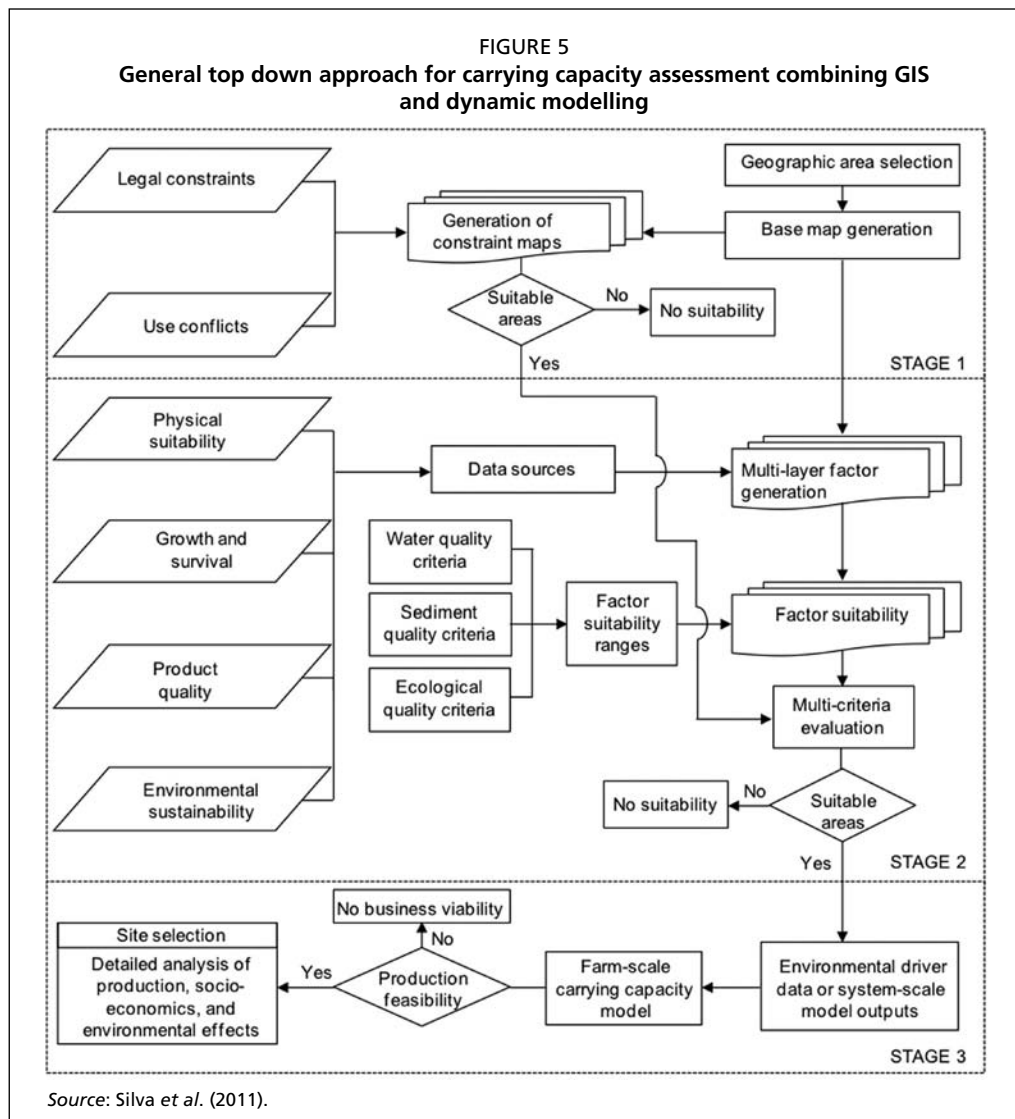 FIGURE 5
General top down approach for carrying capacity assessment combining GIS
and dynamic modelling
Legal constraints
Use conflicts
Generation of
constraint maps
Geographic area selection
Base map generation
Suitable
areas
No
No suitability
Yes
STAGE 1
Physical
suitability
Growth and
survival
Product
quality
Environmental
sustainability
Data sources
Multi-layer factor
generation
Water quality
criteria
Sediment
quality criteria
Ecological
quality criteria
Factor
suitability
ranges
Factor suitability
Multi-criteria
evaluation
Suitable
areas
No
No suitability
Yes
STAGE 2
Environmental driver
data or system-scale
model outputs
Farm-scale
carrying capacity
model
Production
feasibility
No
No business viability
Yes
Site selection
Detailed analysis of
production, socio-
economics, and
environmental effects
STAGE 3
Source: Silva et al. (2011).